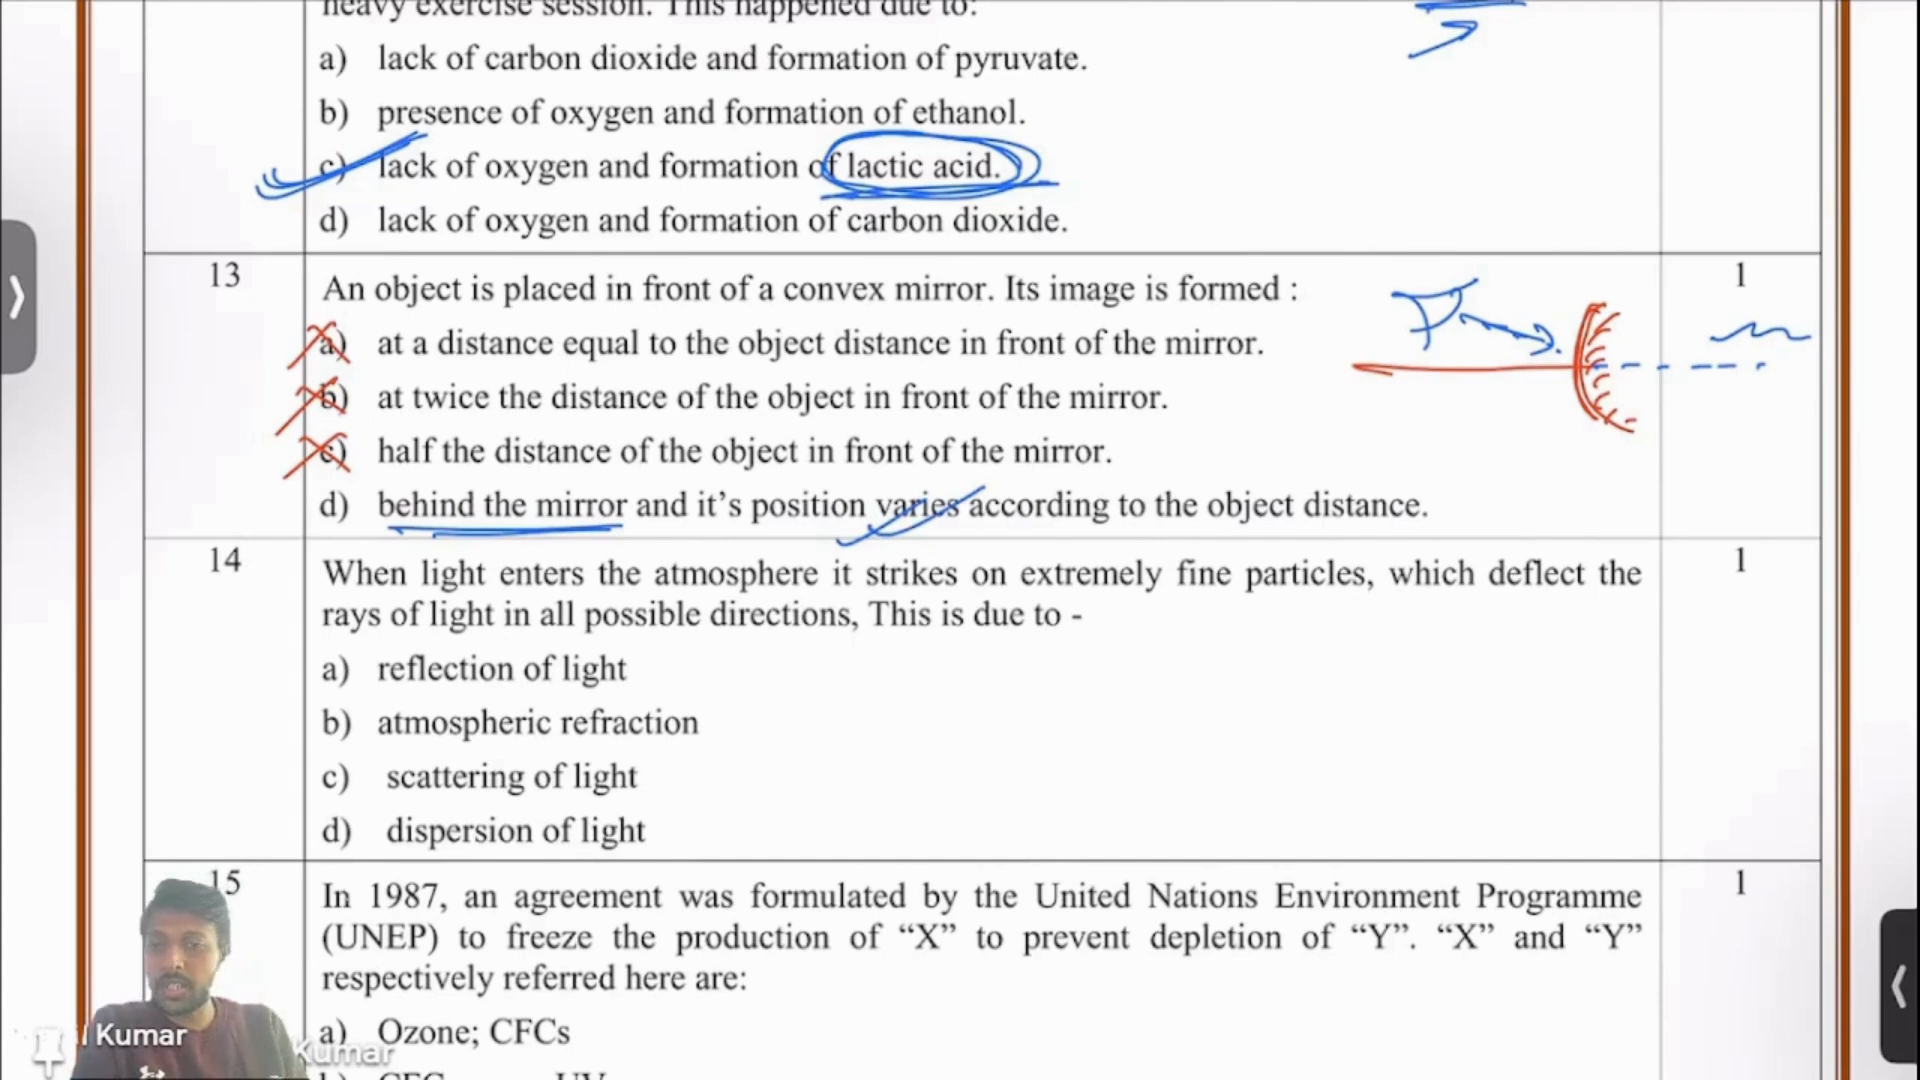 heavy exercise session. This happened due to:
a) lack of carbon dioxide and formation of pyruvate.
b) presence of oxygen and formation of ethanol.
c) lack of oxygen and formation of lactic acid.
d) lack of oxygen and formation of carbon dioxide.
13 An object is placed in front of a convex mirror. Its image is formed : 1
a) at a distance equal to the object distance in front of the mirror.
b) at twice the distance of the object in front of the mirror.
c) half the distance of the object in front of the mirror.
d) behind the mirror and it's position varies according to the object distance.
14 When light enters the atmosphere it strikes on extremely fine particles, which deflect the 1
rays of light in all possible directions, This is due to -
a) reflection of light
b) atmospheric refraction
c) scattering of light
d) dispersion of light
15 In 1987, an agreement was formulated by the United Nations Environment Programme 1
(UNEP) to freeze the production of “X” to prevent depletion of “Y”. “X” and “Y”
respectively referred here are:
a) Ozone; CFCs
Kumar
Kumar